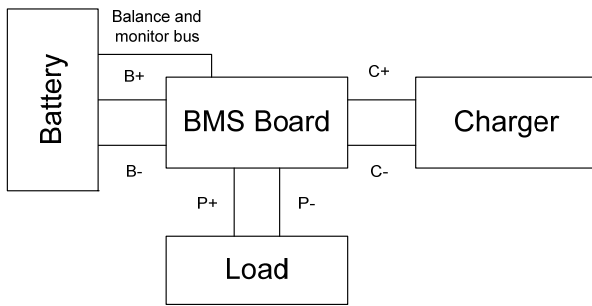 Balance and
monitor bus
Battery
B+
B-
BMS Board
C+
C-
Charger
P+
P-
Load